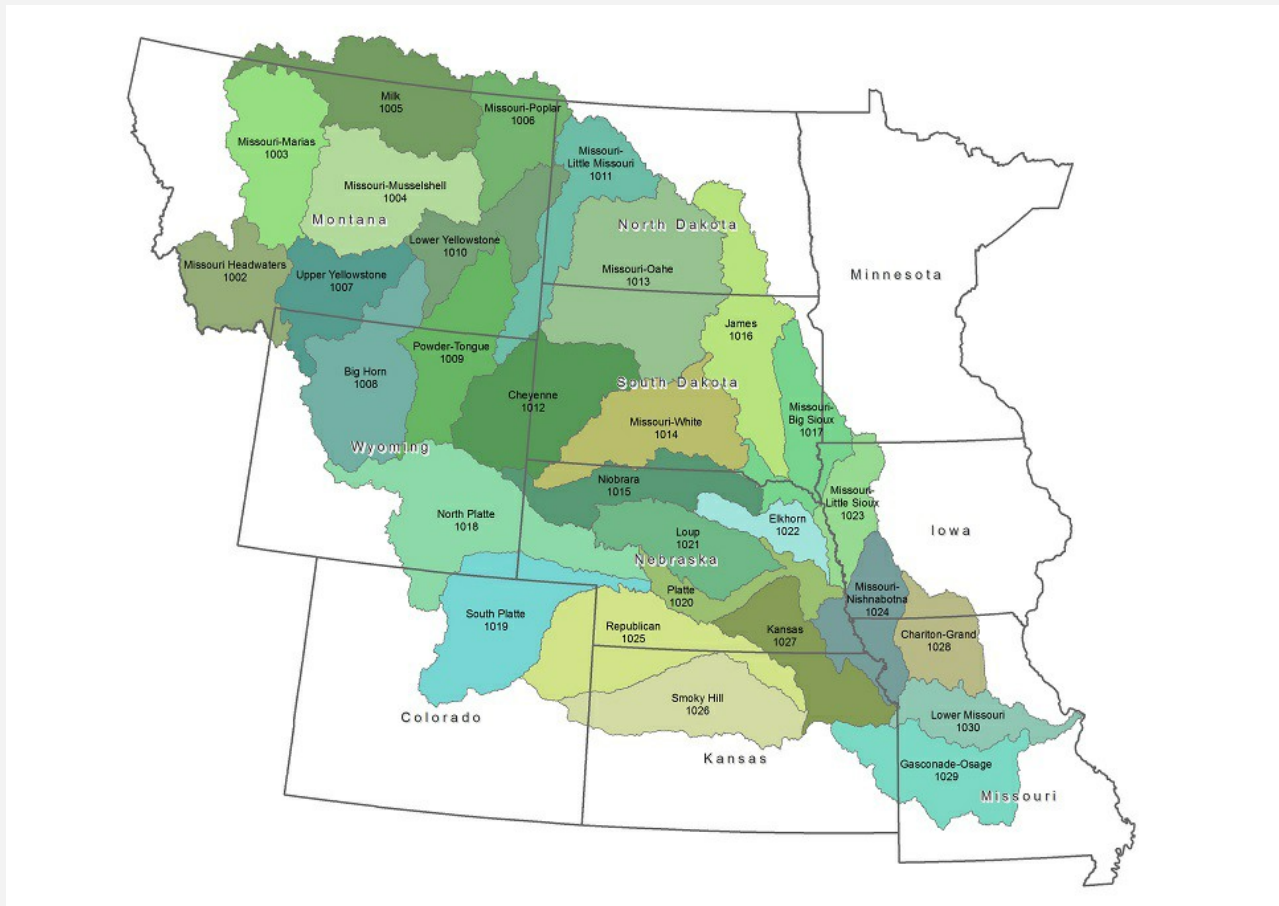 Milk
1005
Missouri-Poplar
1006
Missouri-Marias
1003
Missouri-
Little Missouri
1011
Missouri-Musselshell
1004
Montana
North Dakota
Lower Yellowstone
1010
Missouri Headwaters
1002
Upper Yellowstone
1007
Missouri-Oahe
1013
Minnesota
James
1016
Powder-Tongue
1009
Big Horn
1008
South Dakota
Cheyenne
1012
Missouri-
Big Sioux
1017
Missouri-White
1014
Wyoming
Niobrara
1015
Missouri-
Little Sioux
1023
North Platte
1018
Elkhorn
1022
Loup
1021
Iowa
Nebraska
Platte
1020
Missouri-
Nishnabotna
1024
South Platte
1019
Republican
1025
Kansas
1027
Chariton-Grand
1028
Smoky Hill
1026
Colorado
Lower Missouri
1030
Kansas
Gasconade-Osage
1029
Missouri